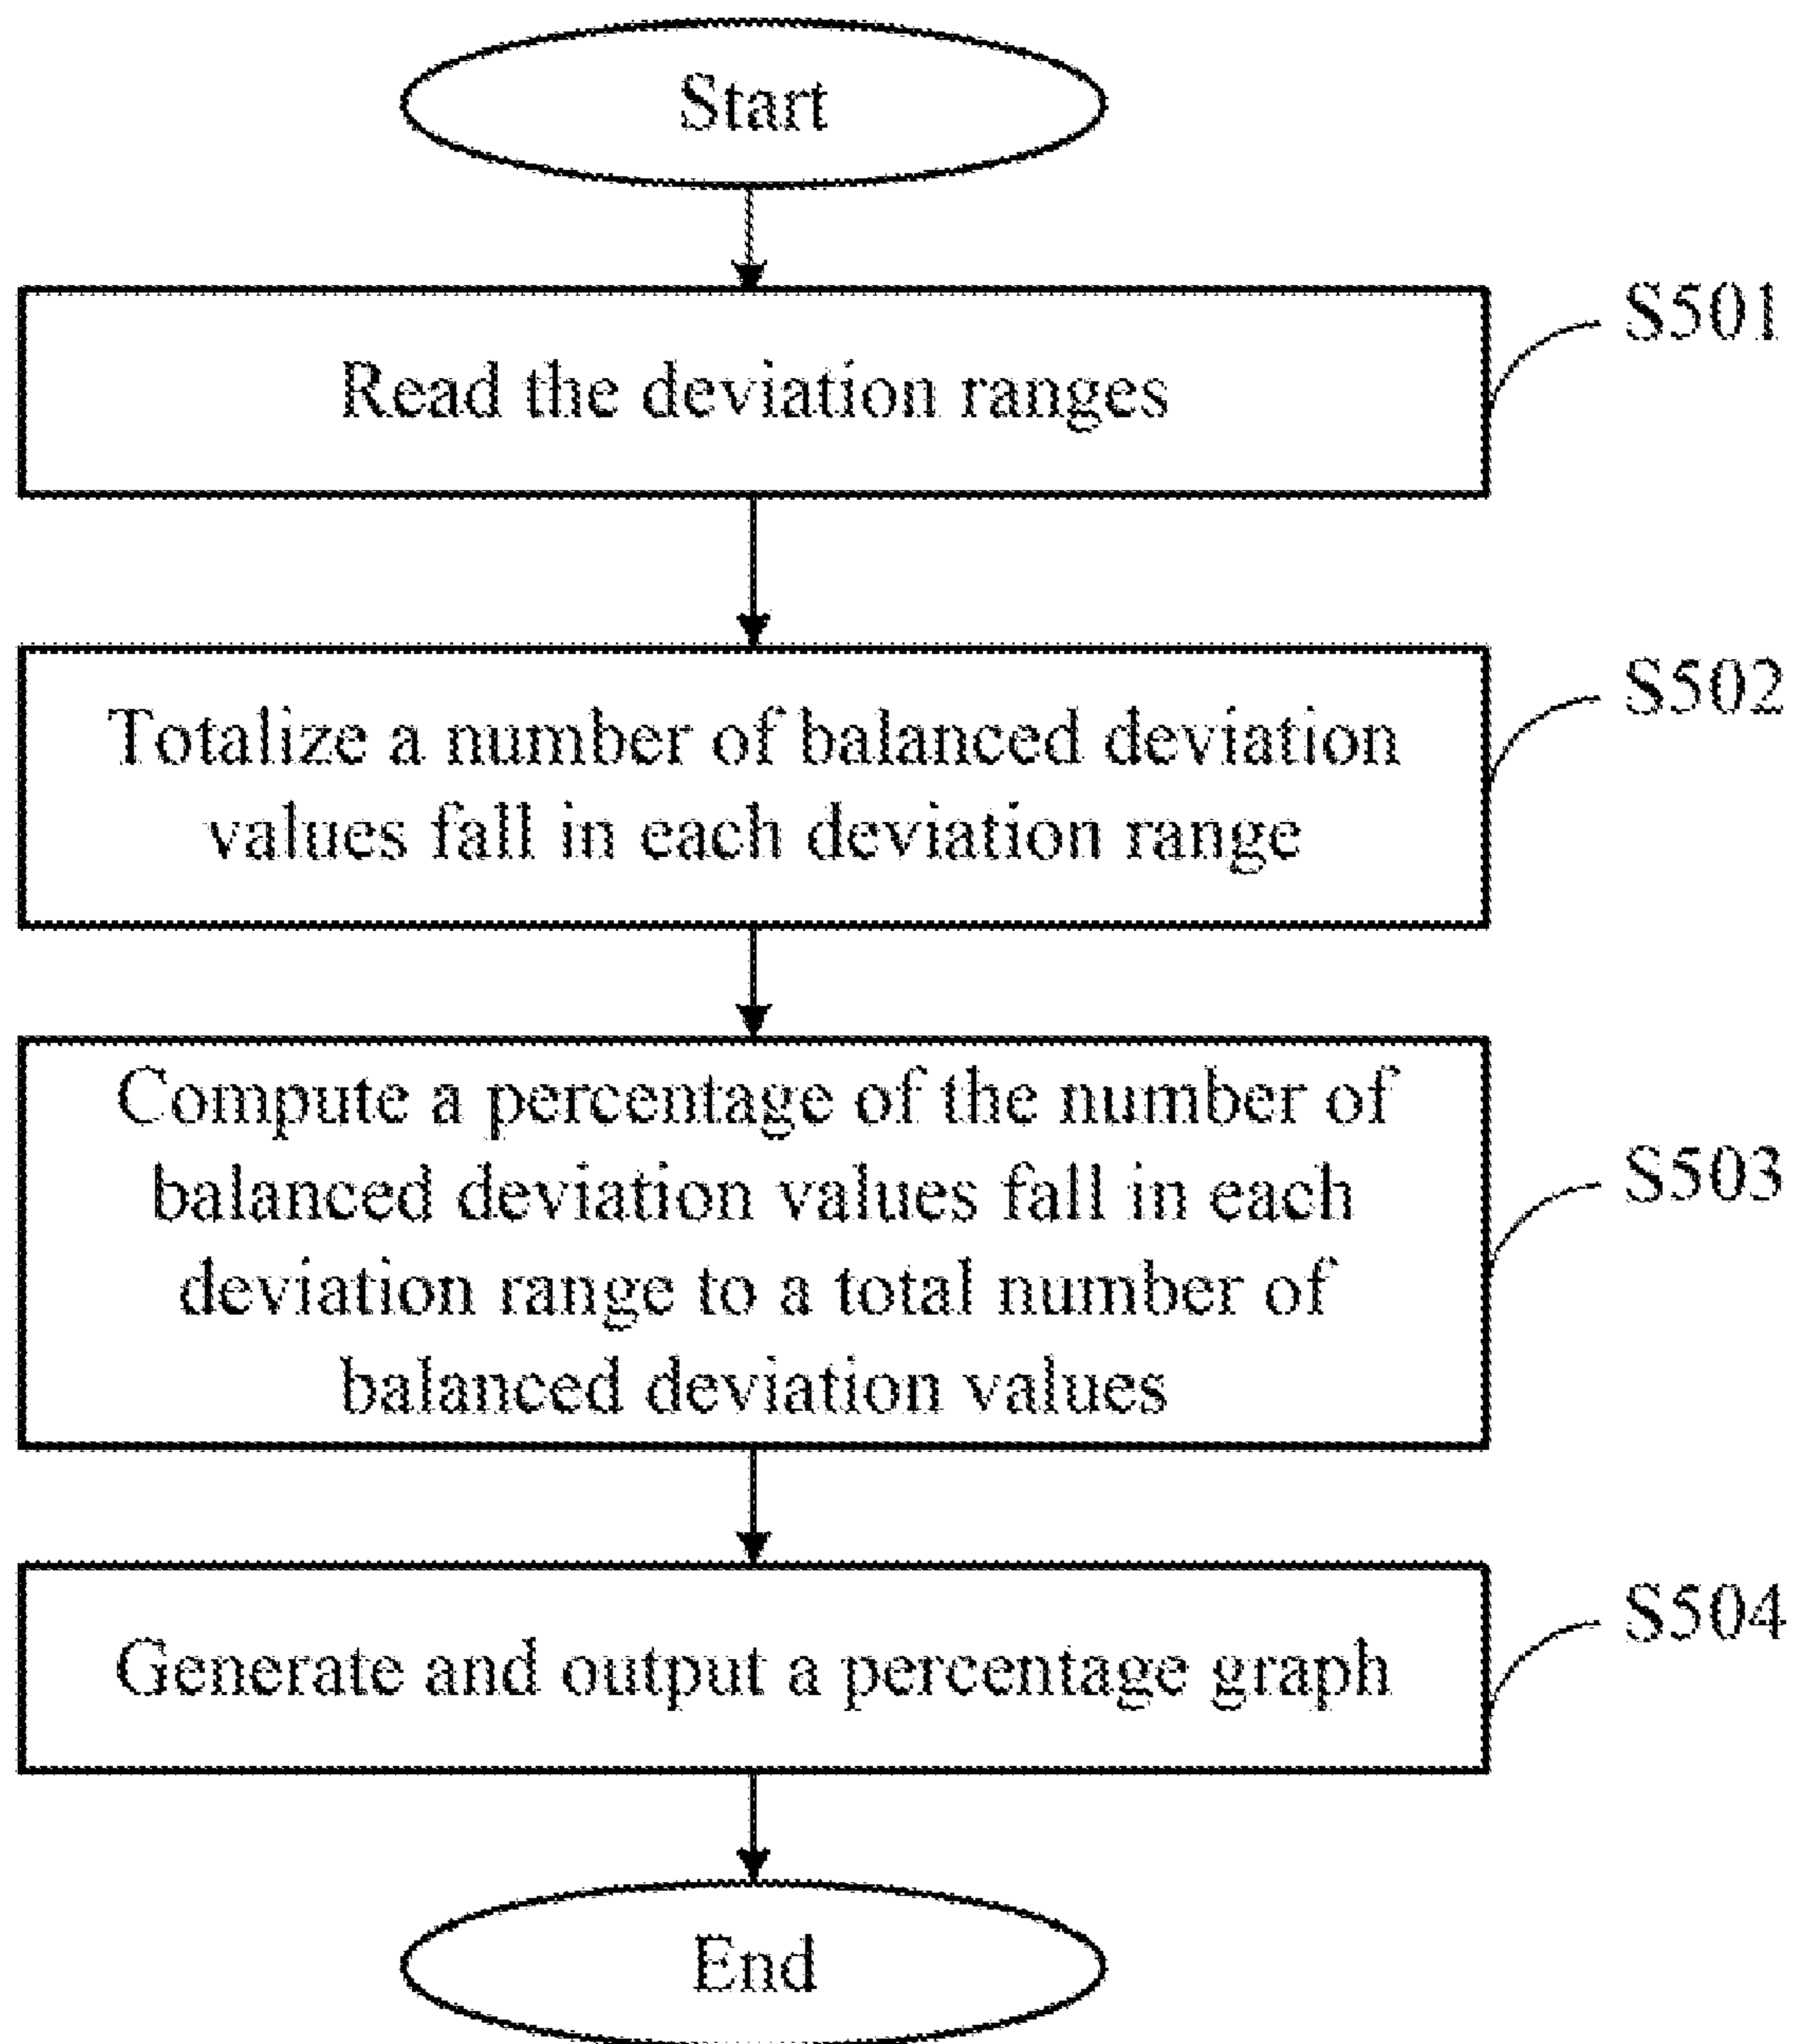 Start
S501
Read the deviation ranges
S502
Totalize a number of balanced deviation
values fall in each deviation range
Compute a percentage of the number of
balanced deviation values fall in each
S503
deviation range to a total number of
balanced deviation values
S504
Generate and output a percentage graph
End